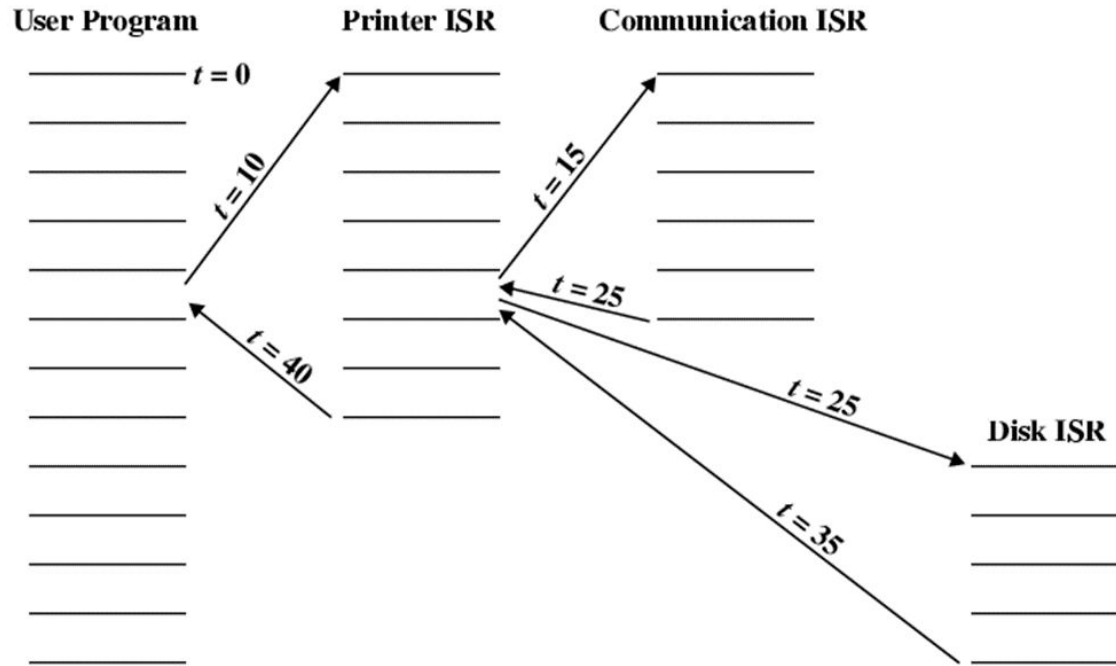 User Program
Printer ISR
Communication ISR
t = 0
t = 10
t = 15
t = 25
t = 40
t = 25
Disk ISR
t = 35